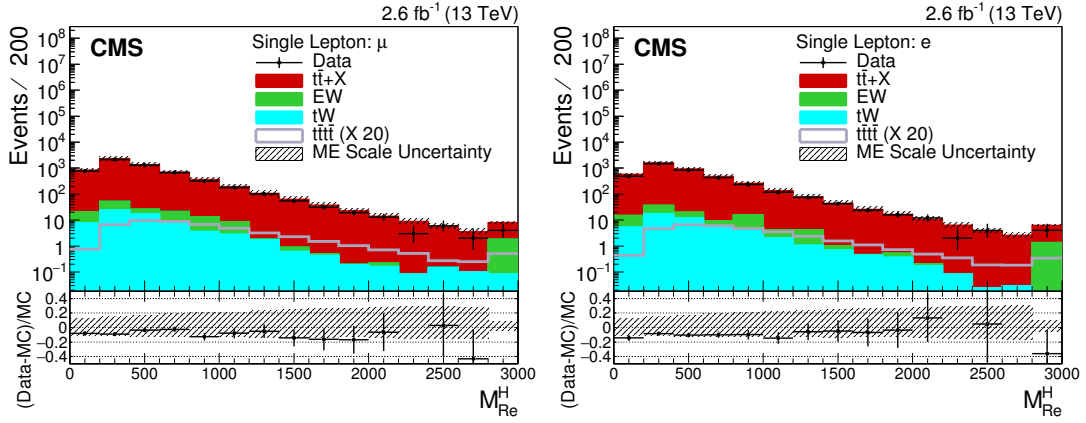 2.6 fb⁻¹ (13 TeV)
CMS
Single Lepton: μ
Data
tt̄+X
EW
tW
tt̄tt̄ (X 20)
ME Scale Uncertainty
Events / 200
10⁸
10⁷
10⁶
10⁵
10⁴
10³
10²
10
1
10⁻¹
(Data-MC)/MC
0.4
0.2
0
−0.2
−0.4
0 500 1000 1500 2000 2500 3000
M^H_Re
2.6 fb⁻¹ (13 TeV)
CMS
Single Lepton: e
Data
tt̄+X
EW
tW
tt̄tt̄ (X 20)
ME Scale Uncertainty
Events / 200
10⁸
10⁷
10⁶
10⁵
10⁴
10³
10²
10
1
10⁻¹
(Data-MC)/MC
0.4
0.2
0
−0.2
−0.4
0 500 1000 1500 2000 2500 3000
M^H_Re